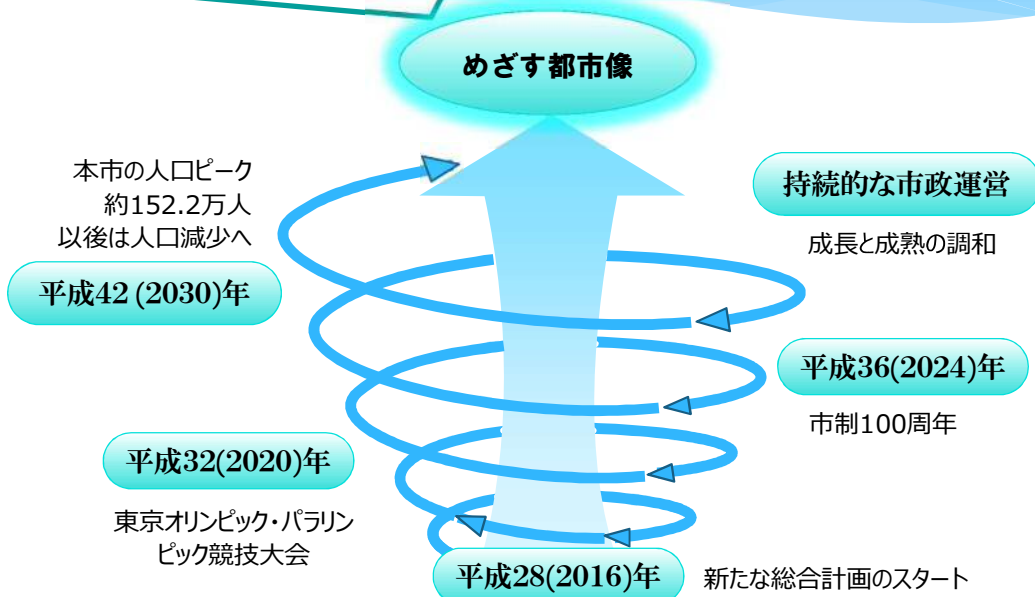 めざす都市像
本市の人口ピーク
約152.2万人
以後は人口減少へ
平成42(2030)年
持続的な市政運営
成長と成熟の調和
平成36(2024)年
市制100周年
平成32(2020)年
東京オリンピック・パラリン
ピック競技大会
平成28(2016)年
新たな総合計画のスタート